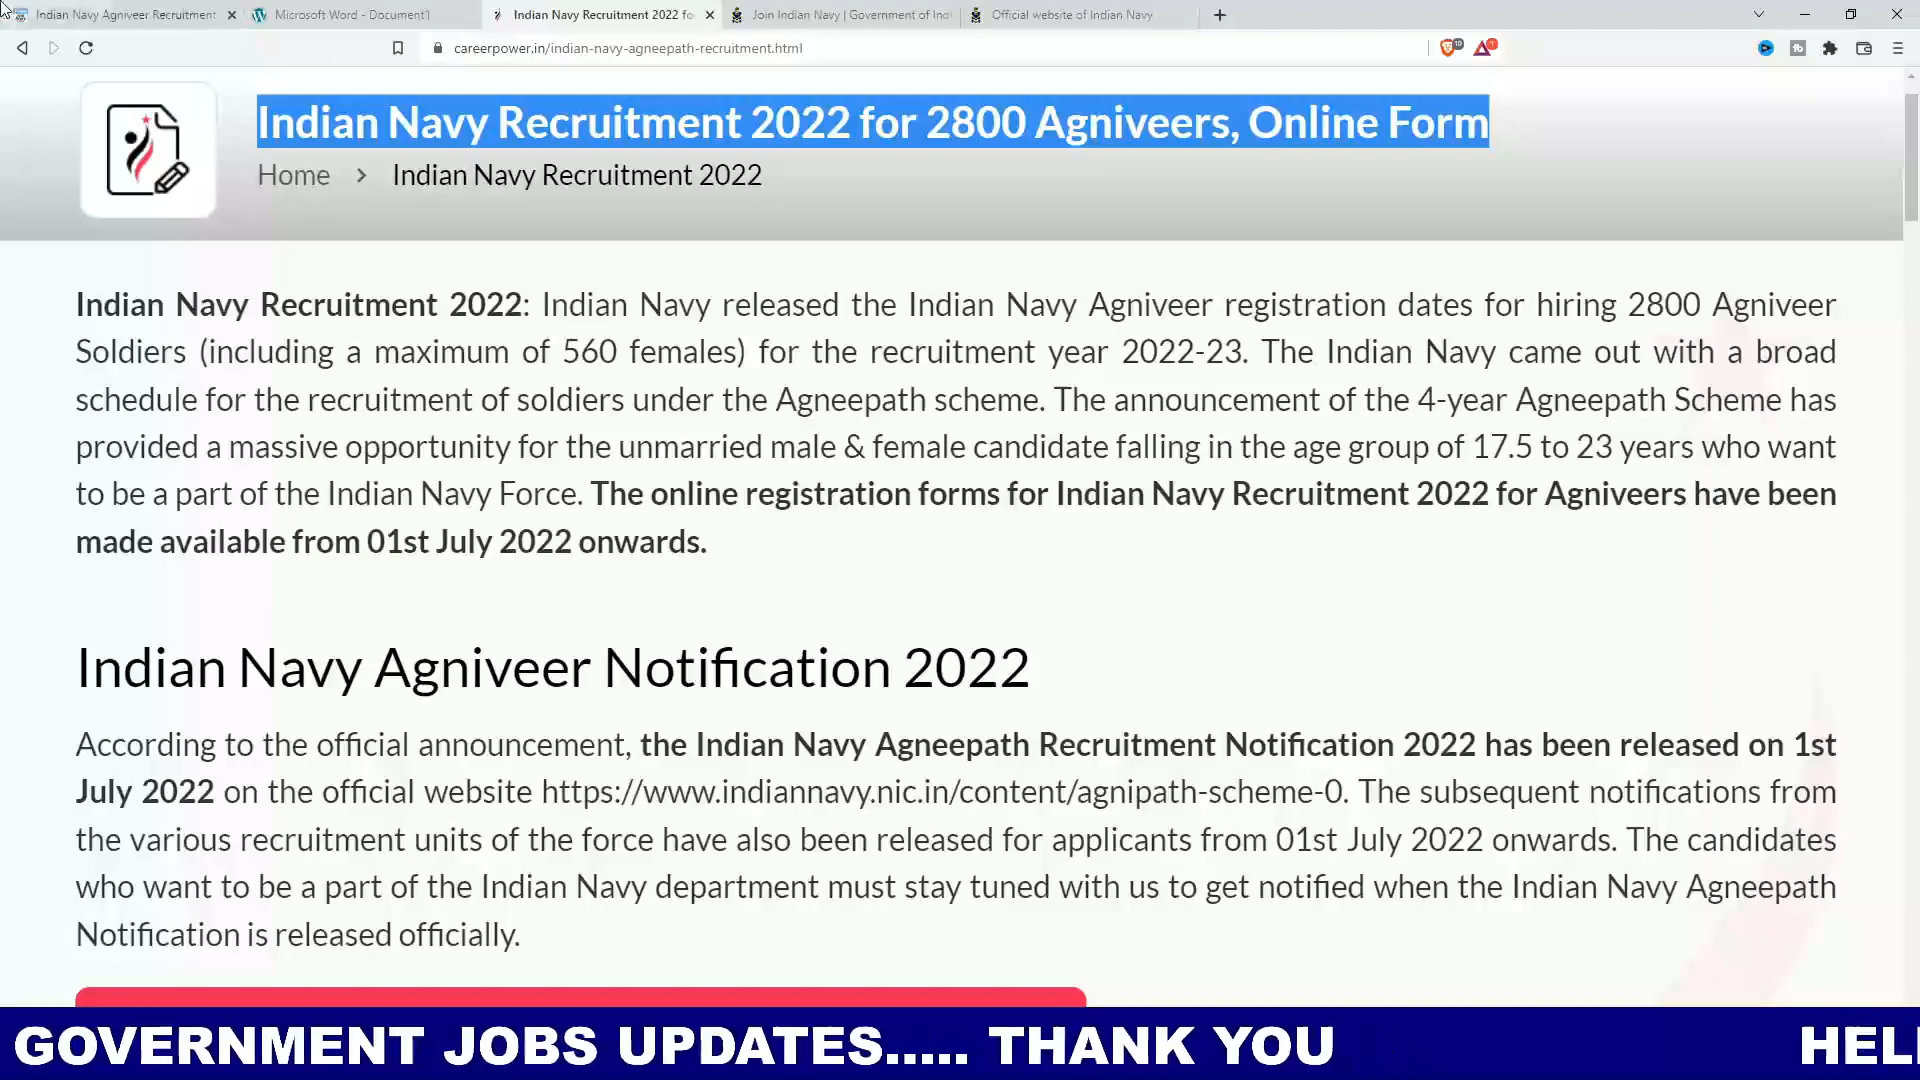 Indian Navy Agniveer Recruitment
Microsoft Word - Document1
Indian Navy Recruitment 2022 fo
Join Indian Navy | Government of Ind
Official website of Indian Navy
careerpower.in/indian-navy-agneepath-recruitment.html
Indian Navy Recruitment 2022 for 2800 Agniveers, Online Form
Home > Indian Navy Recruitment 2022
Indian Navy Recruitment 2022: Indian Navy released the Indian Navy Agniveer registration dates for hiring 2800 Agniveer
Soldiers (including a maximum of 560 females) for the recruitment year 2022-23. The Indian Navy came out with a broad
schedule for the recruitment of soldiers under the Agneepath scheme. The announcement of the 4-year Agneepath Scheme has
provided a massive opportunity for the unmarried male & female candidate falling in the age group of 17.5 to 23 years who want
to be a part of the Indian Navy Force. The online registration forms for Indian Navy Recruitment 2022 for Agniveers have been
made available from 01st July 2022 onwards.
Indian Navy Agniveer Notification 2022
According to the official announcement, the Indian Navy Agneepath Recruitment Notification 2022 has been released on 1st
July 2022 on the official website https://www.indiannavy.nic.in/content/agnipath-scheme-0. The subsequent notifications from
the various recruitment units of the force have also been released for applicants from 01st July 2022 onwards. The candidates
who want to be a part of the Indian Navy department must stay tuned with us to get notified when the Indian Navy Agneepath
Notification is released officially.
GOVERNMENT JOBS UPDATES..... THANK YOU HEL